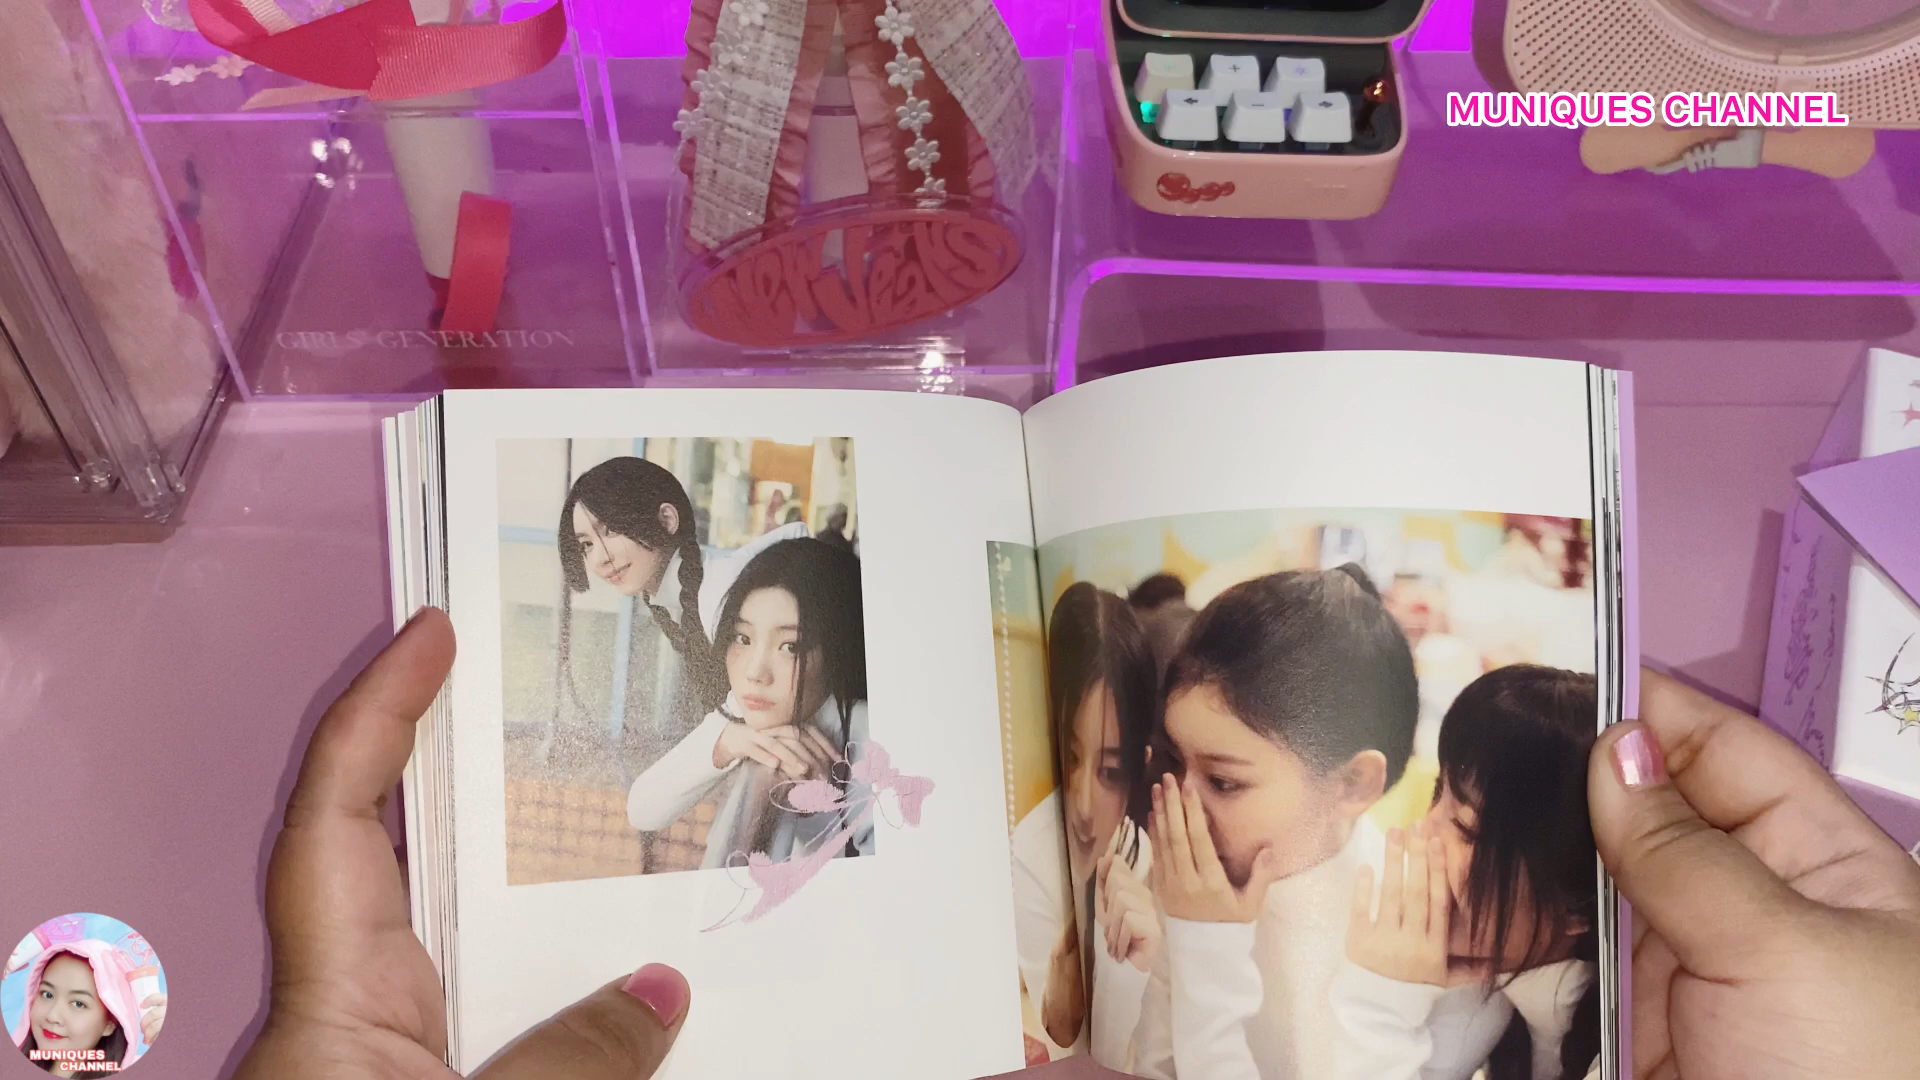 MUNIQUES CHANNEL
GIRLS' GENERATION
NewJeans
MUNIQUES
CHANNEL